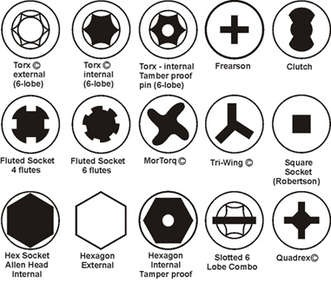 Torx ©
external
(6-lobe)
Torx ©
internal
(6-lobe)
Torx - internal
Tamber proof
pin (6-lobe)
Frearson
Clutch
Fluted Socket
4 flutes
Fluted Socket
6 flutes
MorTorq ©
Tri-Wing ©
Square
Socket
(Robertson)
Hex Socket
Allen Head
Internal
Hexagon
External
Hexagon
Internal
Tamper proof
Slotted 6
Lobe Combo
Quadrex©